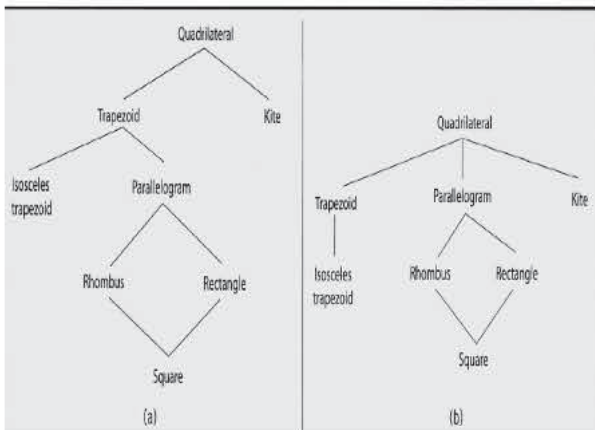 Quadrilateral
Trapezoid
Kite
Isosceles
trapezoid
Parallelogram
Rhombus
Rectangle
Square
(a)
Quadrilateral
Trapezoid
Parallelogram
Kite
Isosceles
trapezoid
Rhombus
Rectangle
Square
(b)